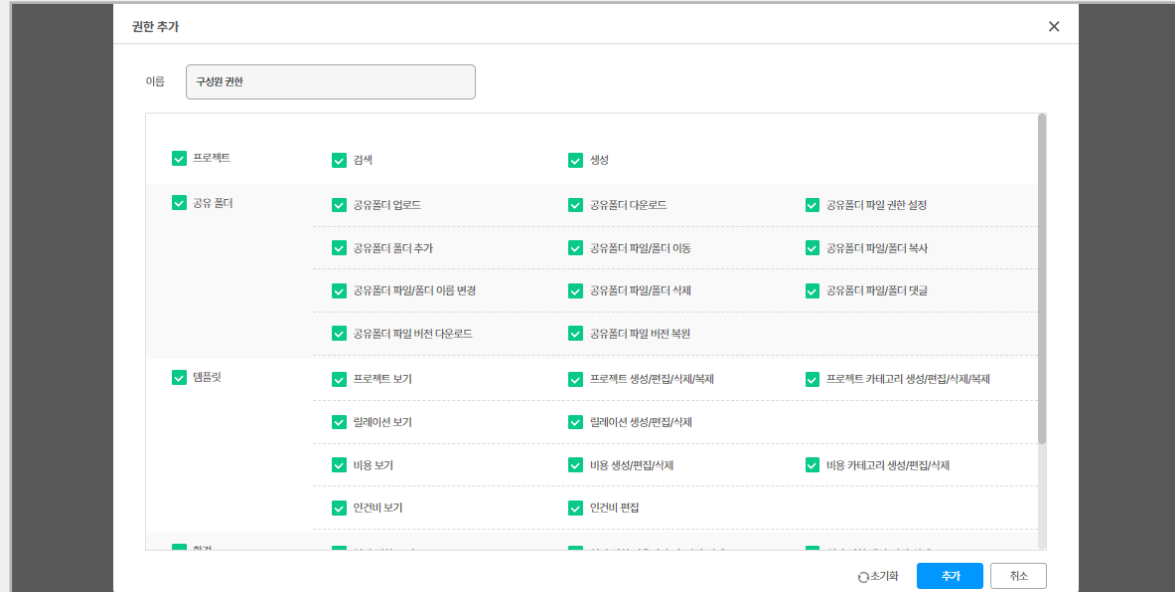 권한 추가
이름 구성원 권한
프로젝트 검색 생성
공유 폴더 공유폴더 업로드 공유폴더 다운로드 공유폴더 파일 권한 설정
공유폴더 폴더 추가 공유폴더 파일/폴더 이동 공유폴더 파일/폴더 복사
공유폴더 파일/폴더 이름 변경 공유폴더 파일/폴더 삭제 공유폴더 파일/폴더 댓글
공유폴더 파일 버전 다운로드 공유폴더 파일 버전 복원
템플릿 프로젝트 보기 프로젝트 생성/편집/삭제/복제 프로젝트 카테고리 생성/편집/삭제/복제
릴레이션 보기 릴레이션 생성/편집/삭제
비용 보기 비용 생성/편집/삭제 비용 카테고리 생성/편집/삭제
인건비 보기 인건비 편집
초기화 추가 취소